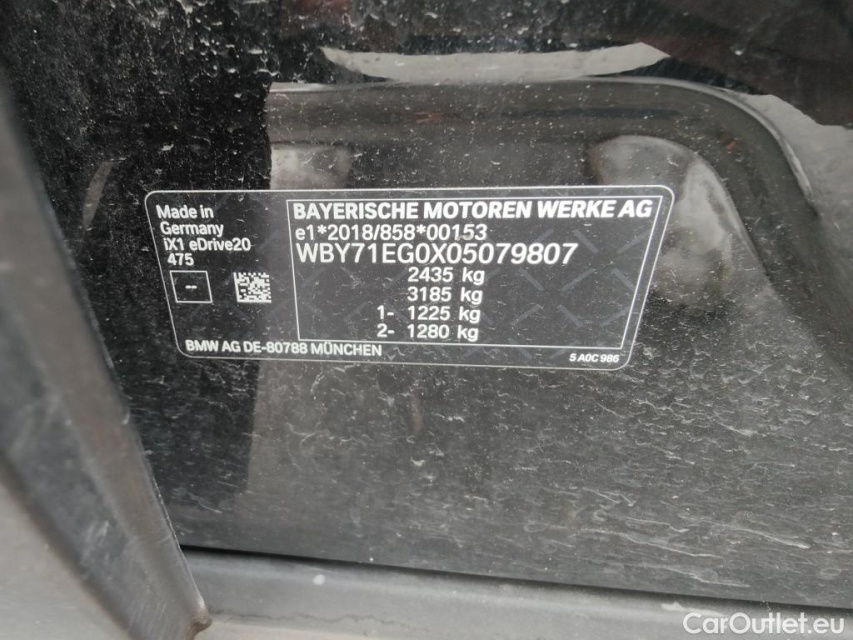 Made in
Germany
iX1 eDrive20
475
--
BAYERISCHE MOTOREN WERKE AG
e1*2018/858*00153
WBY71EG0X05079807
2435 kg
3185 kg
1- 1225 kg
2- 1280 kg
BMW AG DE-80788 MÜNCHEN
5 A0C 986
CarOutlet.eu